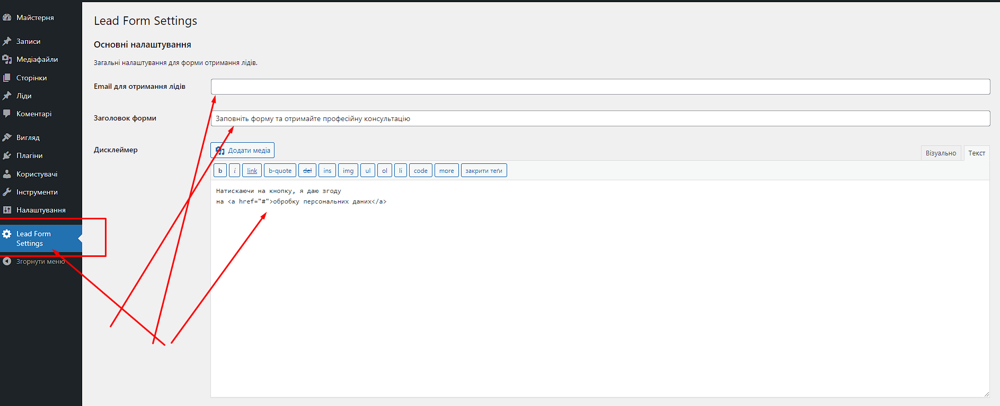 Майстерня
Записи
Медіафайли
Сторінки
Ліди
Коментарі
Вигляд
Плагіни
Користувачі
Інструменти
Налаштування
Lead Form
Settings
Згорнути меню
Lead Form Settings
Основні налаштування
Загальні налаштування для форми отримання лідів.
Email для отримання лідів
Заголовок форми
Заповніть форму та отримайте професійну консультацію
Дисклеймер
Додати медіа
Візуально Текст
b i link b-quote del ins img ul ol li code more закрити теґи
Натискаючи на кнопку, я даю згоду
на <a href="#">обробку персональних даних</a>